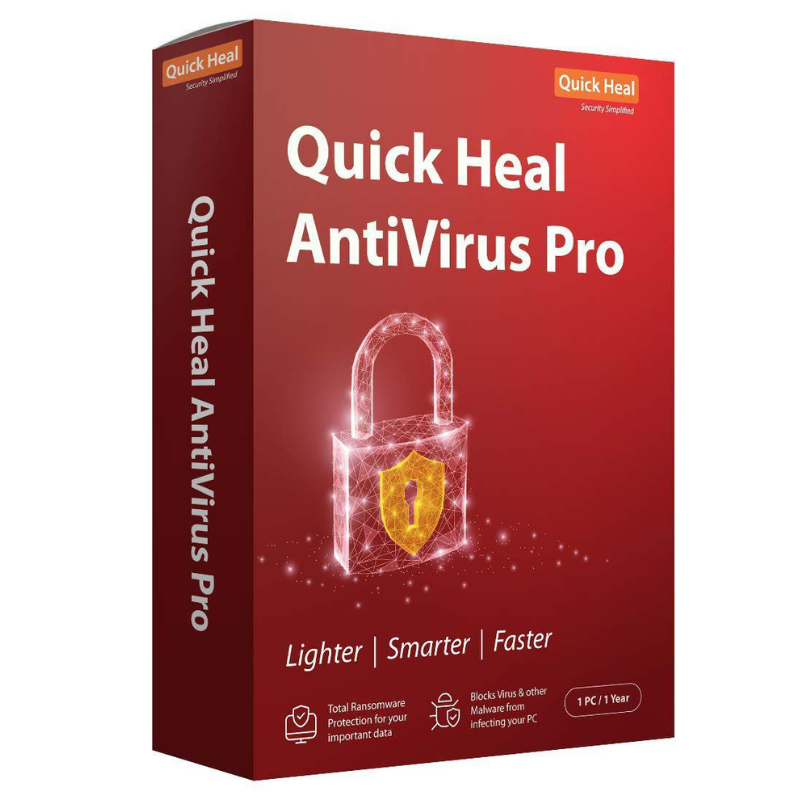 Quick Heal
Security Simplified
Quick Heal AntiVirus Pro
Quick Heal
Security Simplified
Quick Heal
AntiVirus Pro
Lighter | Smarter | Faster
Total Ransomware
Protection for your
important data
Blocks Virus & other
Malware from
infecting your PC
1 PC / 1 Year